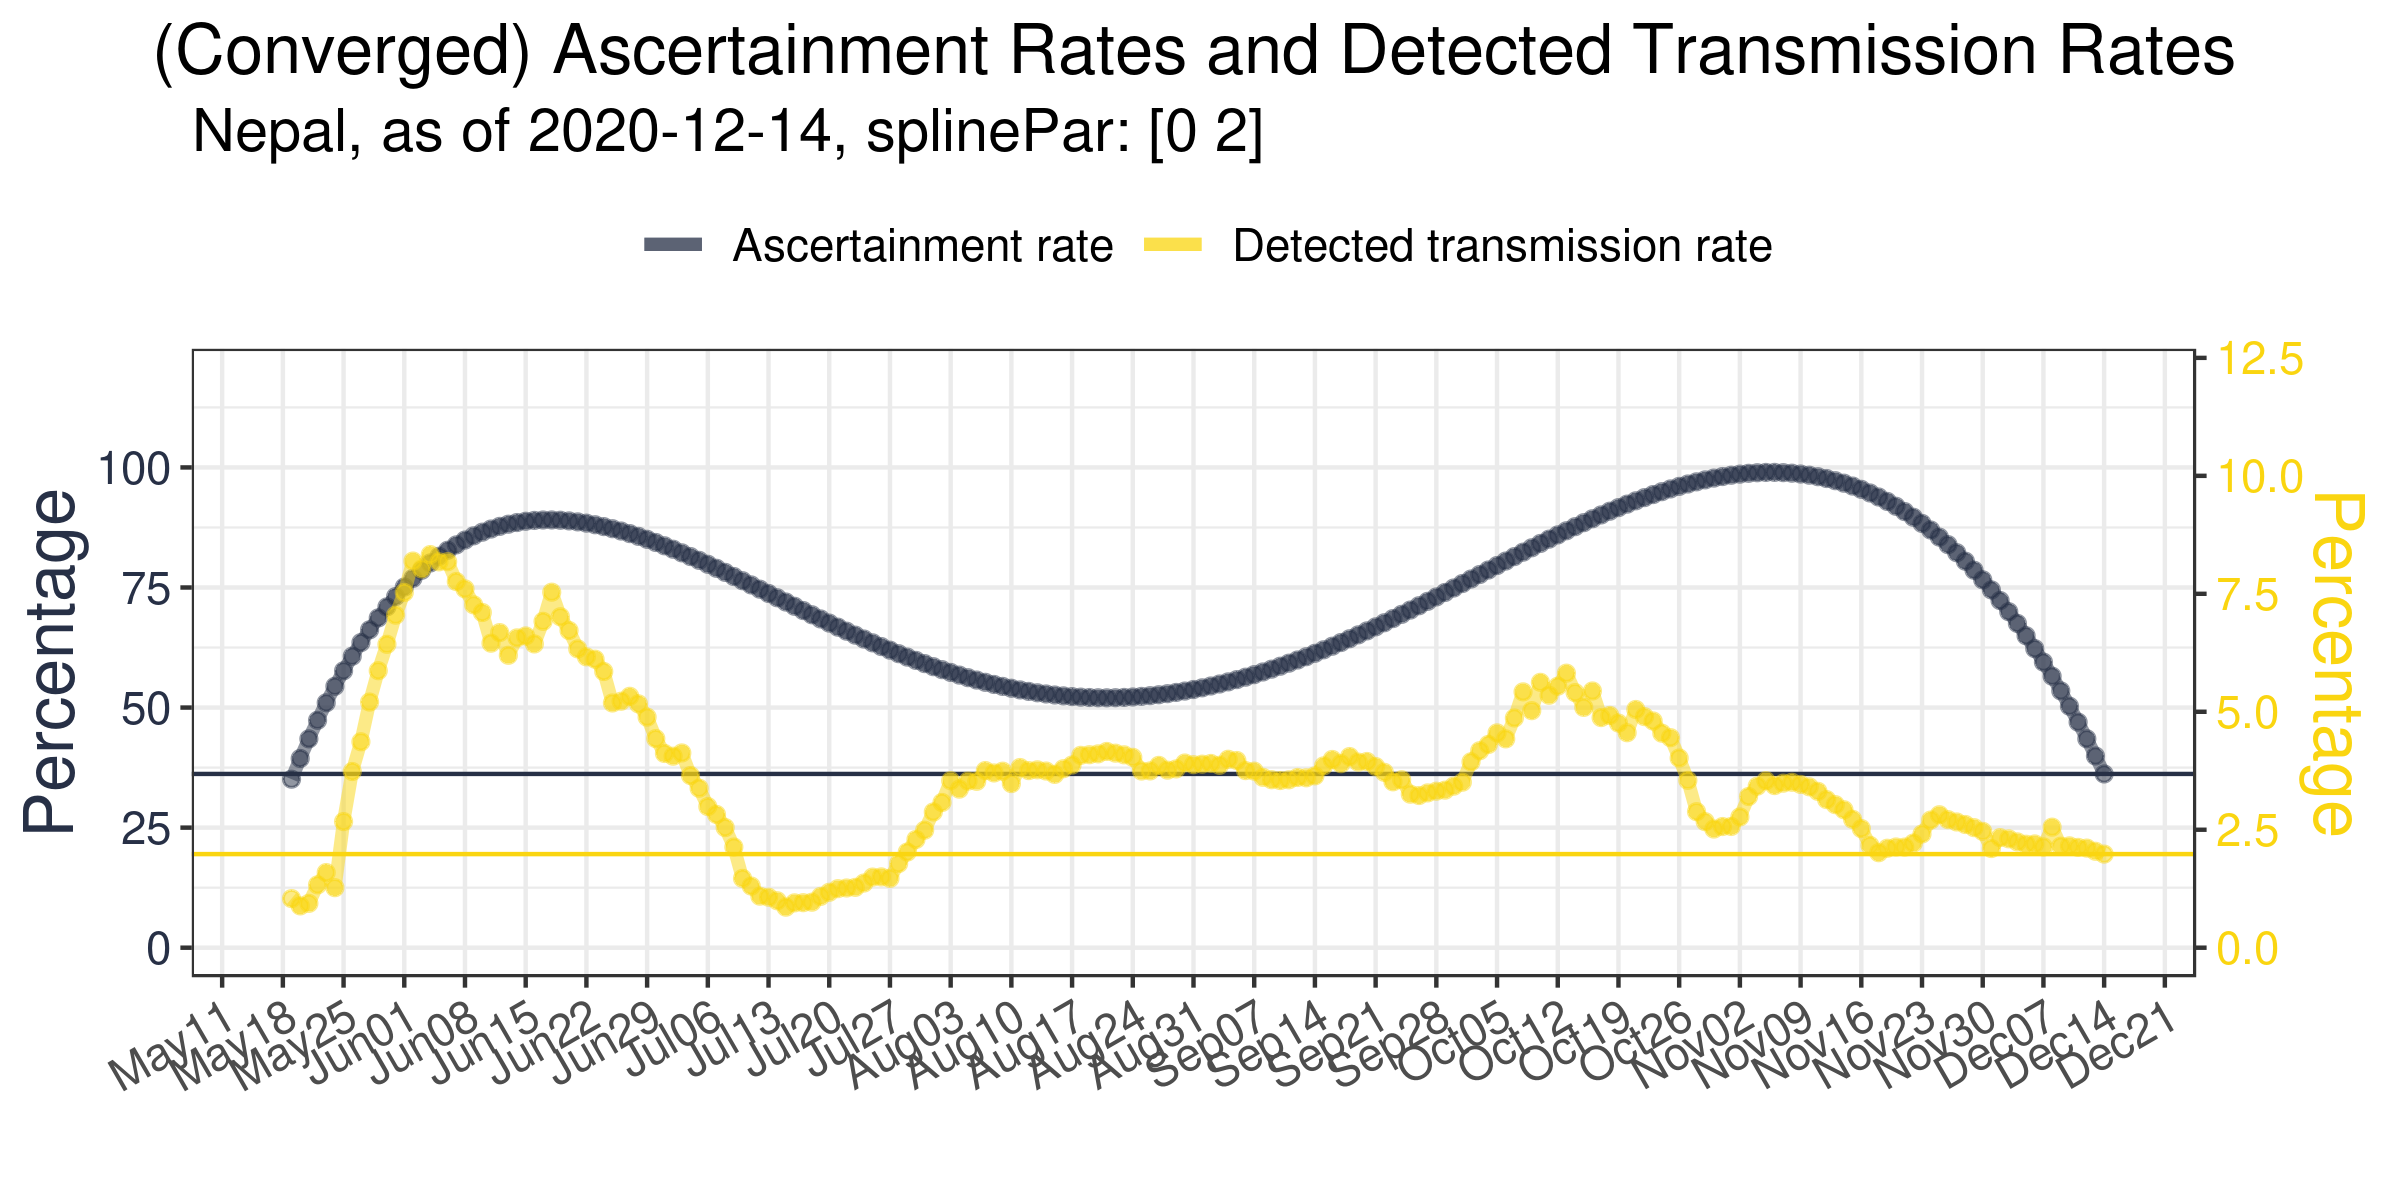 (Converged) Ascertainment Rates and Detected Transmission Rates
Nepal, as of 2020-12-14, splinePar: [0 2]
Ascertainment rate
Detected transmission rate
Percentage
100
75
50
25
0
12.5
10.0
7.5
5.0
2.5
0.0
Percentage
May11
May18
May25
Jun01
Jun08
Jun15
Jun22
Jun29
Jul06
Jul13
Jul20
Jul27
Aug03
Aug10
Aug17
Aug24
Aug31
Sep07
Sep14
Sep21
Sep28
Oct05
Oct12
Oct19
Oct26
Nov02
Nov09
Nov16
Nov23
Nov30
Dec07
Dec14
Dec21